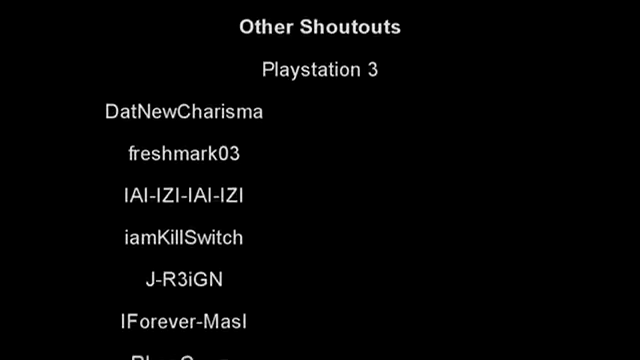 Other Shoutouts
Playstation 3
DatNewCharisma
freshmark03
IAI-IZI-IAI-IZI
iamKillSwitch
J-R3iGN
IForever-MasI